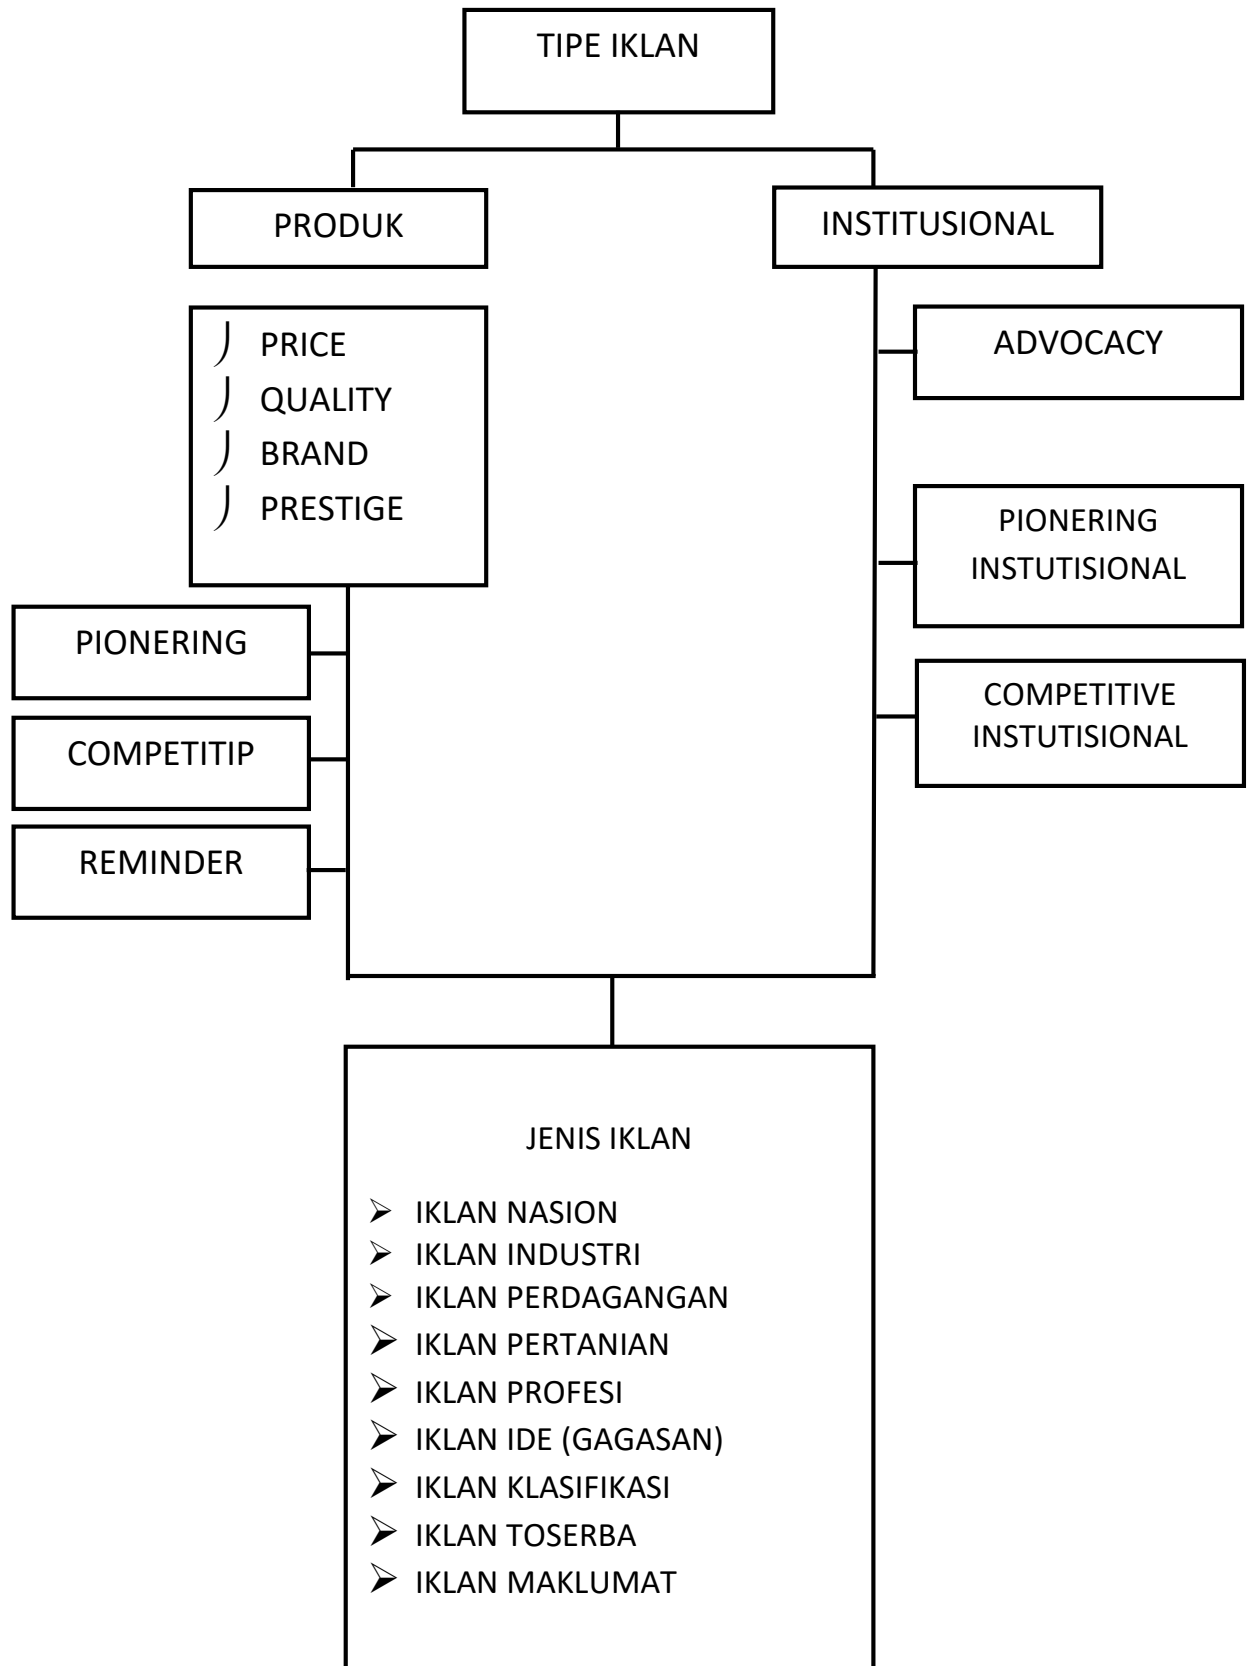 TIPE IKLAN
PRODUK
INSTITUSIONAL
PRICE
QUALITY
BRAND
PRESTIGE
ADVOCACY
PIONERING
INSTUTISIONAL
COMPETITIVE
INSTUTISIONAL
PIONERING
COMPETITIP
REMINDER
JENIS IKLAN
IKLAN NASION
IKLAN INDUSTRI
IKLAN PERDAGANGAN
IKLAN PERTANIAN
IKLAN PROFESI
IKLAN IDE (GAGASAN)
IKLAN KLASIFIKASI
IKLAN TOSERBA
IKLAN MAKLUMAT